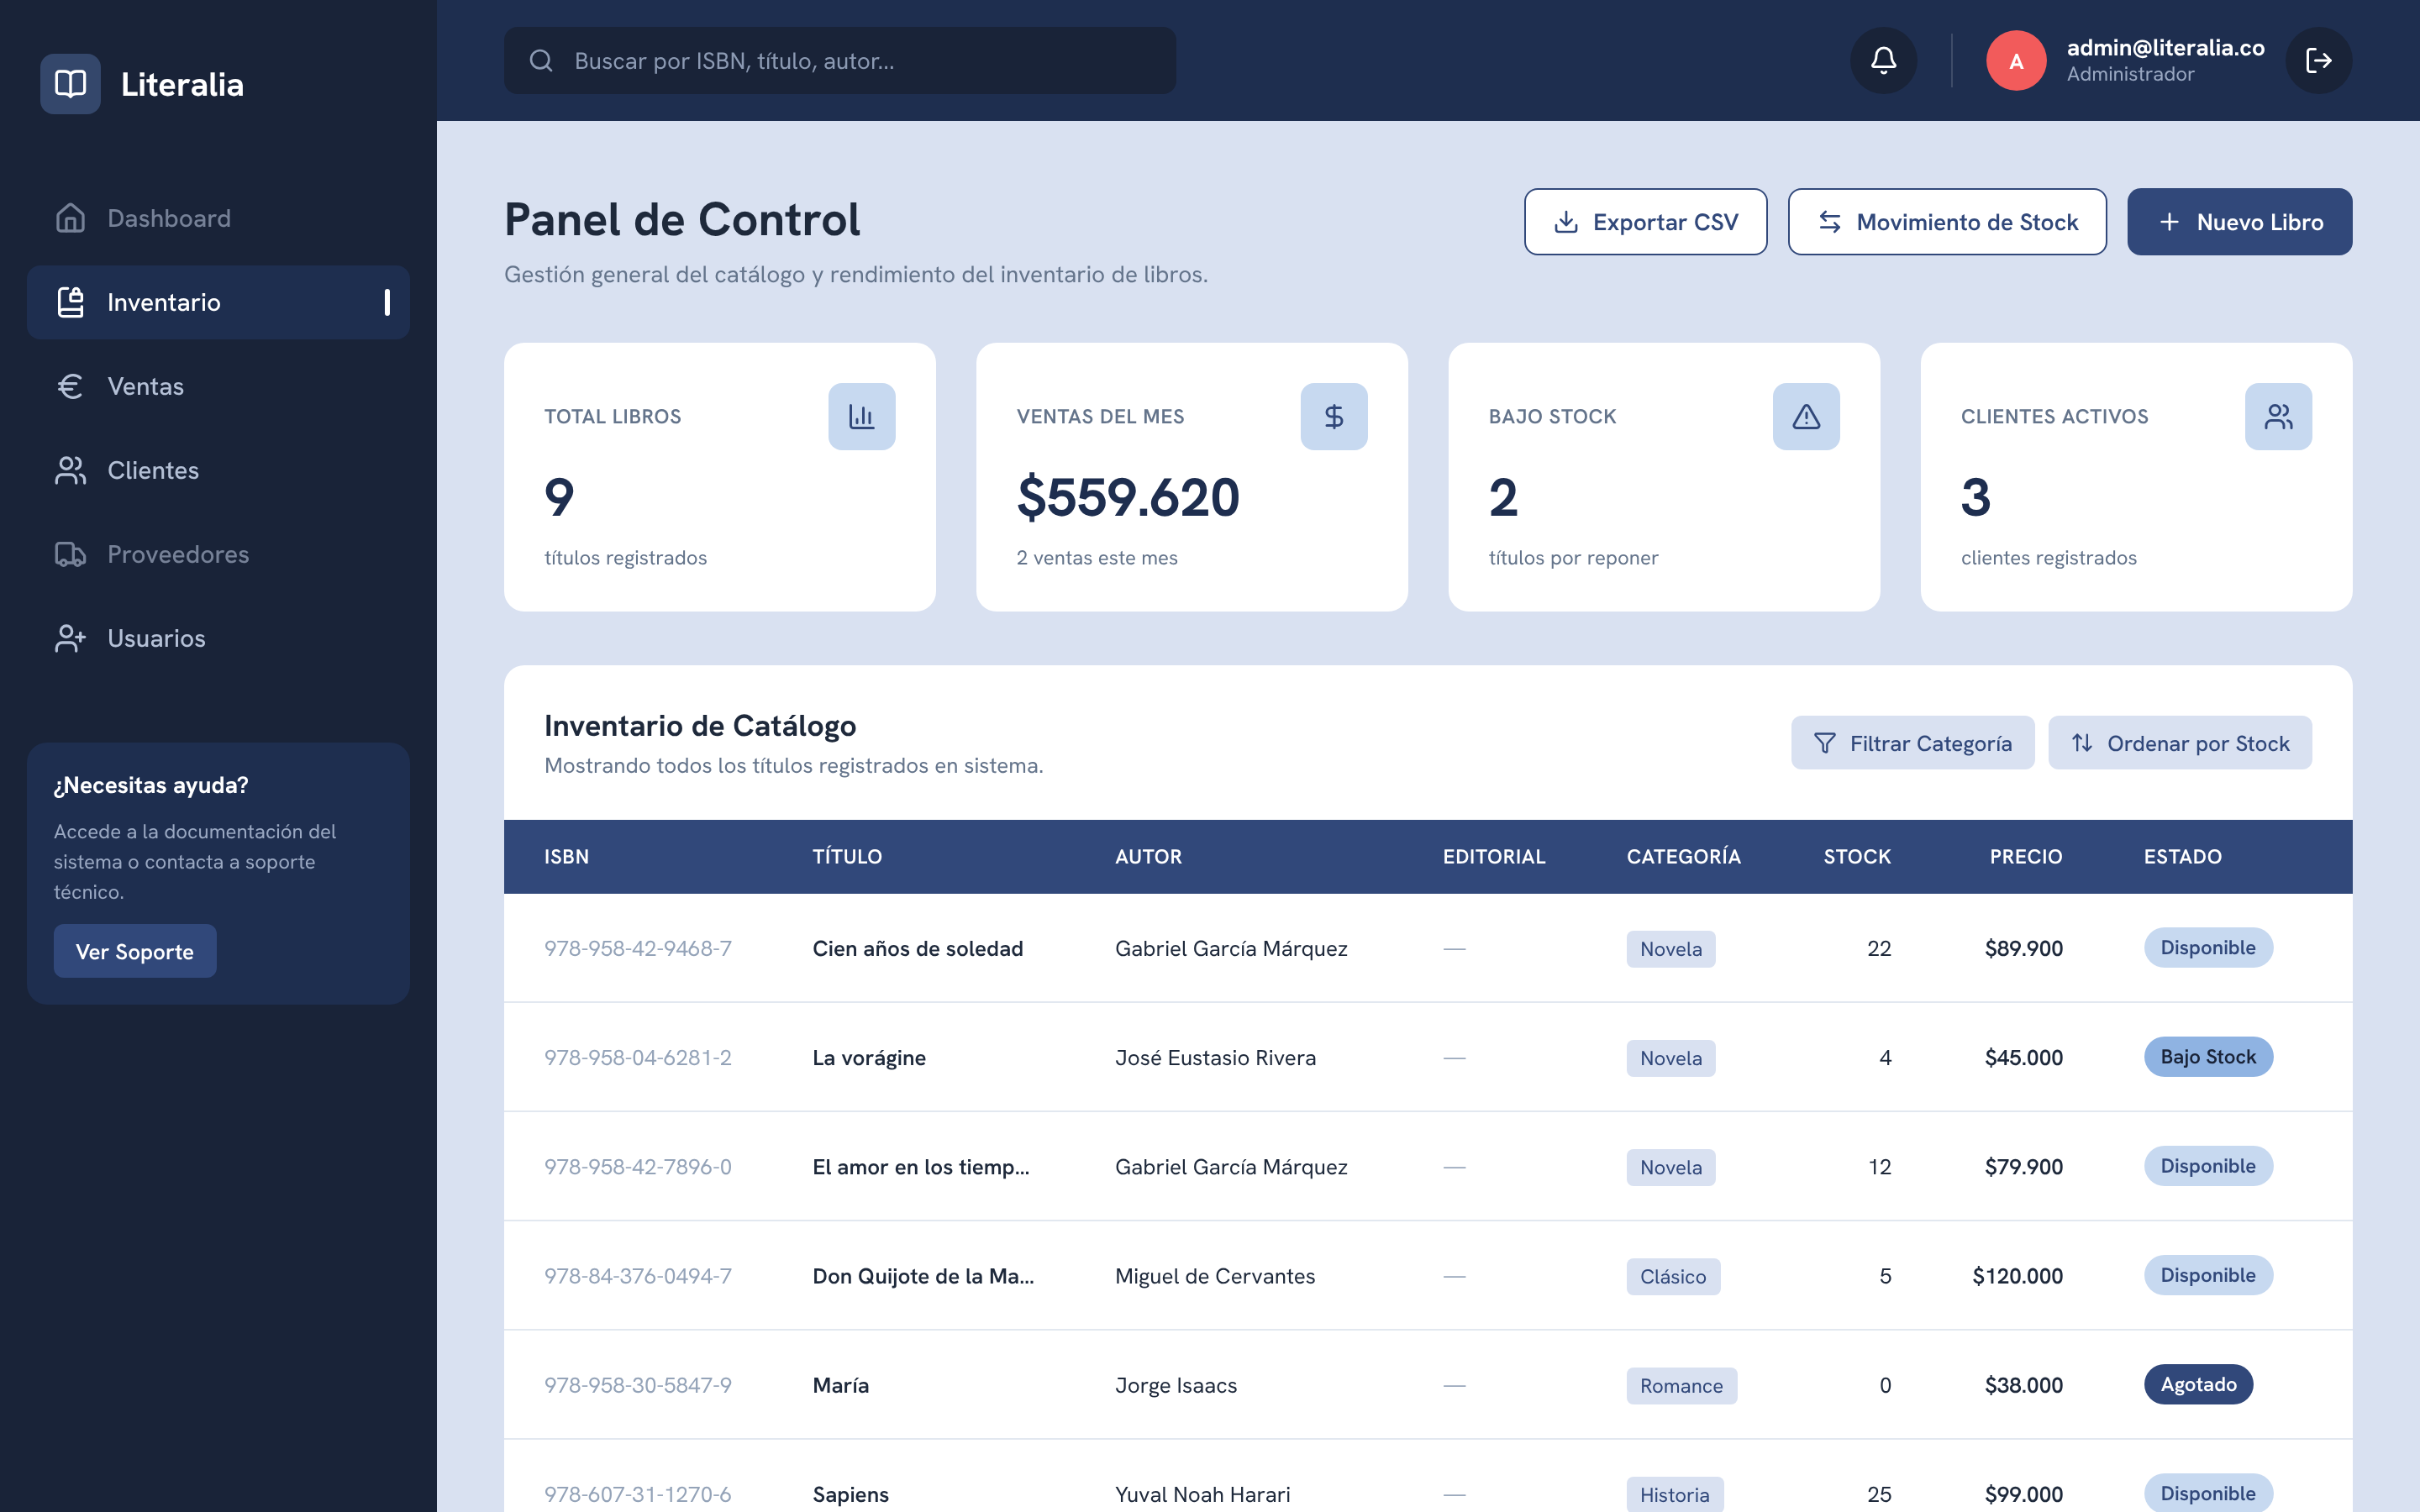 Literalia
Dashboard
Inventario
Ventas
Clientes
Proveedores
Usuarios
¿Necesitas ayuda?
Accede a la documentación del
sistema o contacta a soporte
técnico.
Ver Soporte
Buscar por ISBN, título, autor...
A
admin@literalia.co
Administrador
Panel de Control
Gestión general del catálogo y rendimiento del inventario de libros.
Exportar CSV
Movimiento de Stock
Nuevo Libro
TOTAL LIBROS
9
títulos registrados
VENTAS DEL MES
$559.620
2 ventas este mes
BAJO STOCK
2
títulos por reponer
CLIENTES ACTIVOS
3
clientes registrados
Inventario de Catálogo
Mostrando todos los títulos registrados en sistema.
Filtrar Categoría
Ordenar por Stock
ISBN TÍTULO AUTOR EDITORIAL CATEGORÍA STOCK PRECIO ESTADO
978-958-42-9468-7 Cien años de soledad Gabriel García Márquez — Novela 22 $89.900 Disponible
978-958-04-6281-2 La vorágine José Eustasio Rivera — Novela 4 $45.000 Bajo Stock
978-958-42-7896-0 El amor en los tiemp... Gabriel García Márquez — Novela 12 $79.900 Disponible
978-84-376-0494-7 Don Quijote de la Ma... Miguel de Cervantes — Clásico 5 $120.000 Disponible
978-958-30-5847-9 María Jorge Isaacs — Romance 0 $38.000 Agotado
978-607-31-1270-6 Sapiens Yuval Noah Harari — Historia 25 $99.000 Disponible